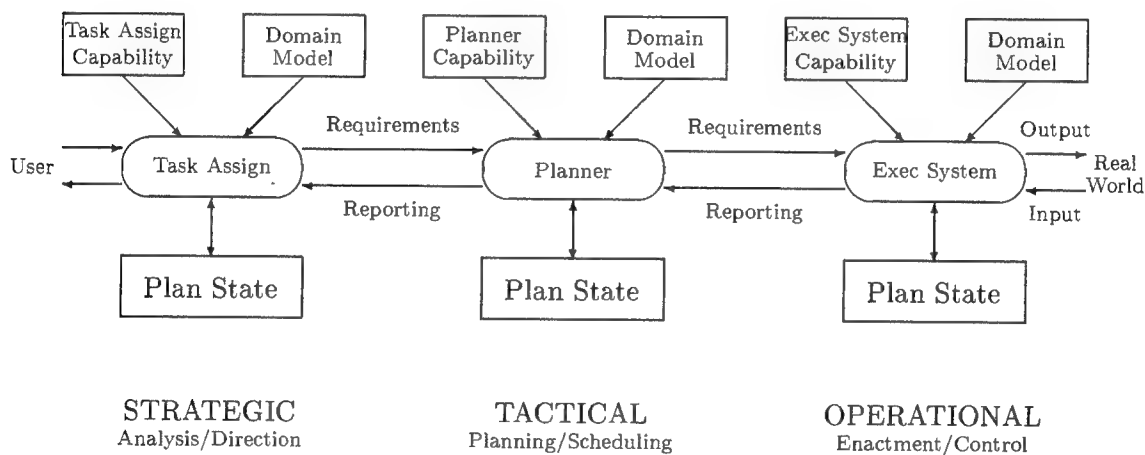 Task Assign
Capability
Domain
Model
Planner
Capability
Domain
Model
Exec System
Capability
Domain
Model
User
Task Assign
Requirements
Reporting
Planner
Requirements
Reporting
Exec System
Output
Real
World
Input
Plan State
Plan State
Plan State
STRATEGIC
Analysis/Direction
TACTICAL
Planning/Scheduling
OPERATIONAL
Enactment/Control